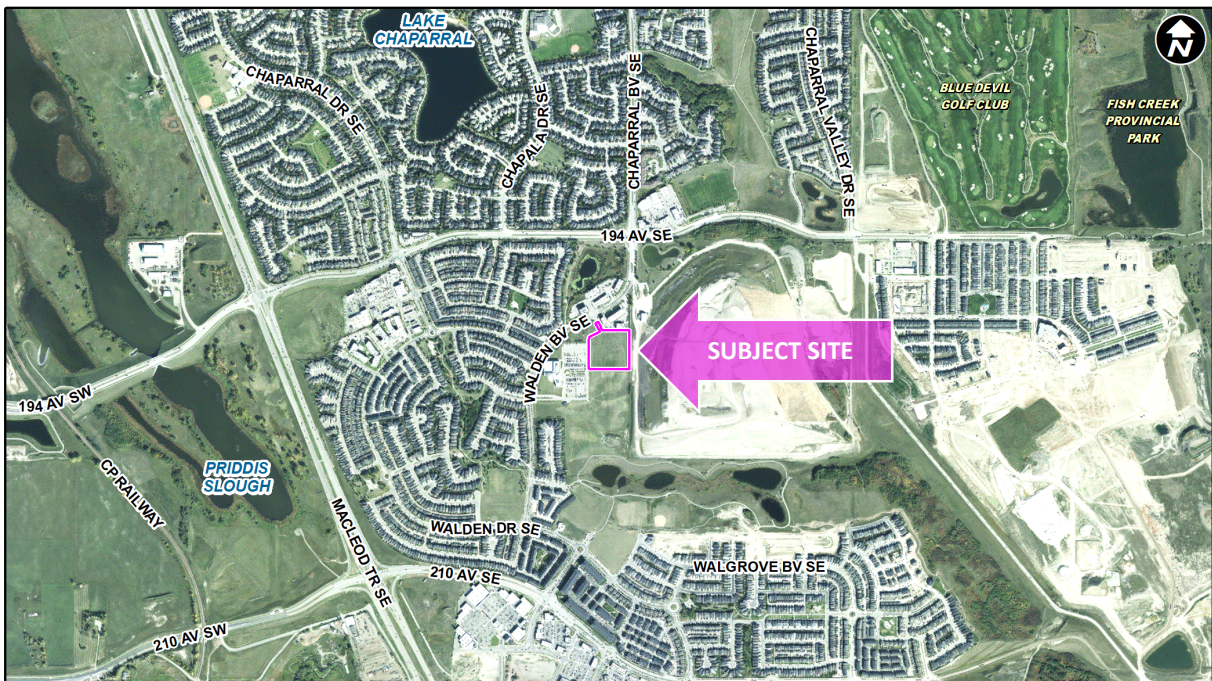 LAKE
CHAPARRAL
N
CHAPARRAL DR SE
CHAPALA DR SE
CHAPARRAL BV SE
CHAPARRAL VALLEY DR SE
BLUE DEVIL
GOLF CLUB
FISH CREEK
PROVINCIAL
PARK
194 AV SE
WALDEN BV SE
SUBJECT SITE
194 AV SW
PRIDDIS
SLOUGH
CP RAILWAY
MACLEOD TR SE
WALDEN DR SE
210 AV SE
WALGROVE BV SE
210 AV SW